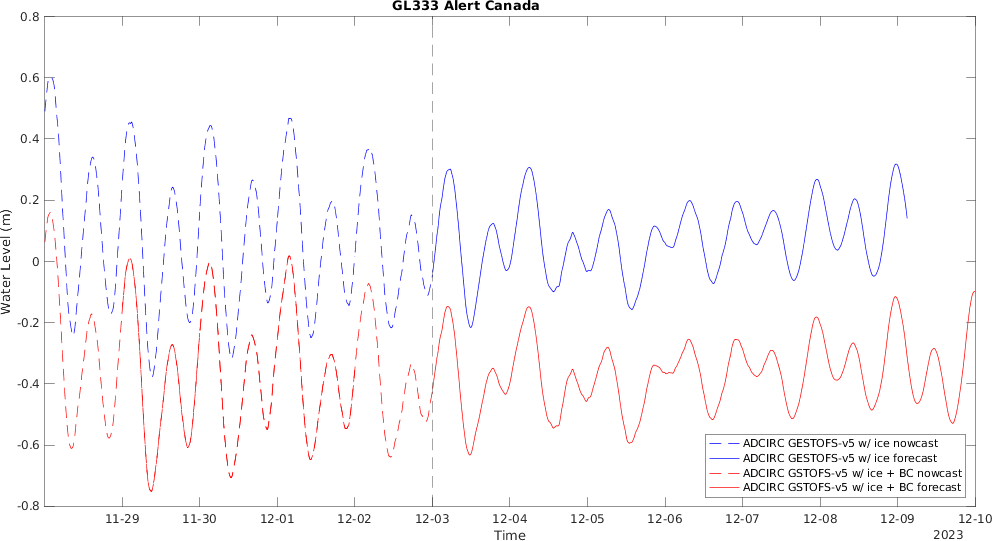 GL333 Alert Canada
0.8
0.6
0.4
0.2
0
-0.2
-0.4
-0.6
-0.8
Water Level (m)
11-29 11-30 12-01 12-02 12-03 12-04 12-05 12-06 12-07 12-08 12-09 12-10
Time
2023
ADCIRC GESTOFS-v5 w/ ice nowcast
ADCIRC GESTOFS-v5 w/ ice forecast
ADCIRC GSTOFS-v5 w/ ice + BC nowcast
ADCIRC GSTOFS-v5 w/ ice + BC forecast